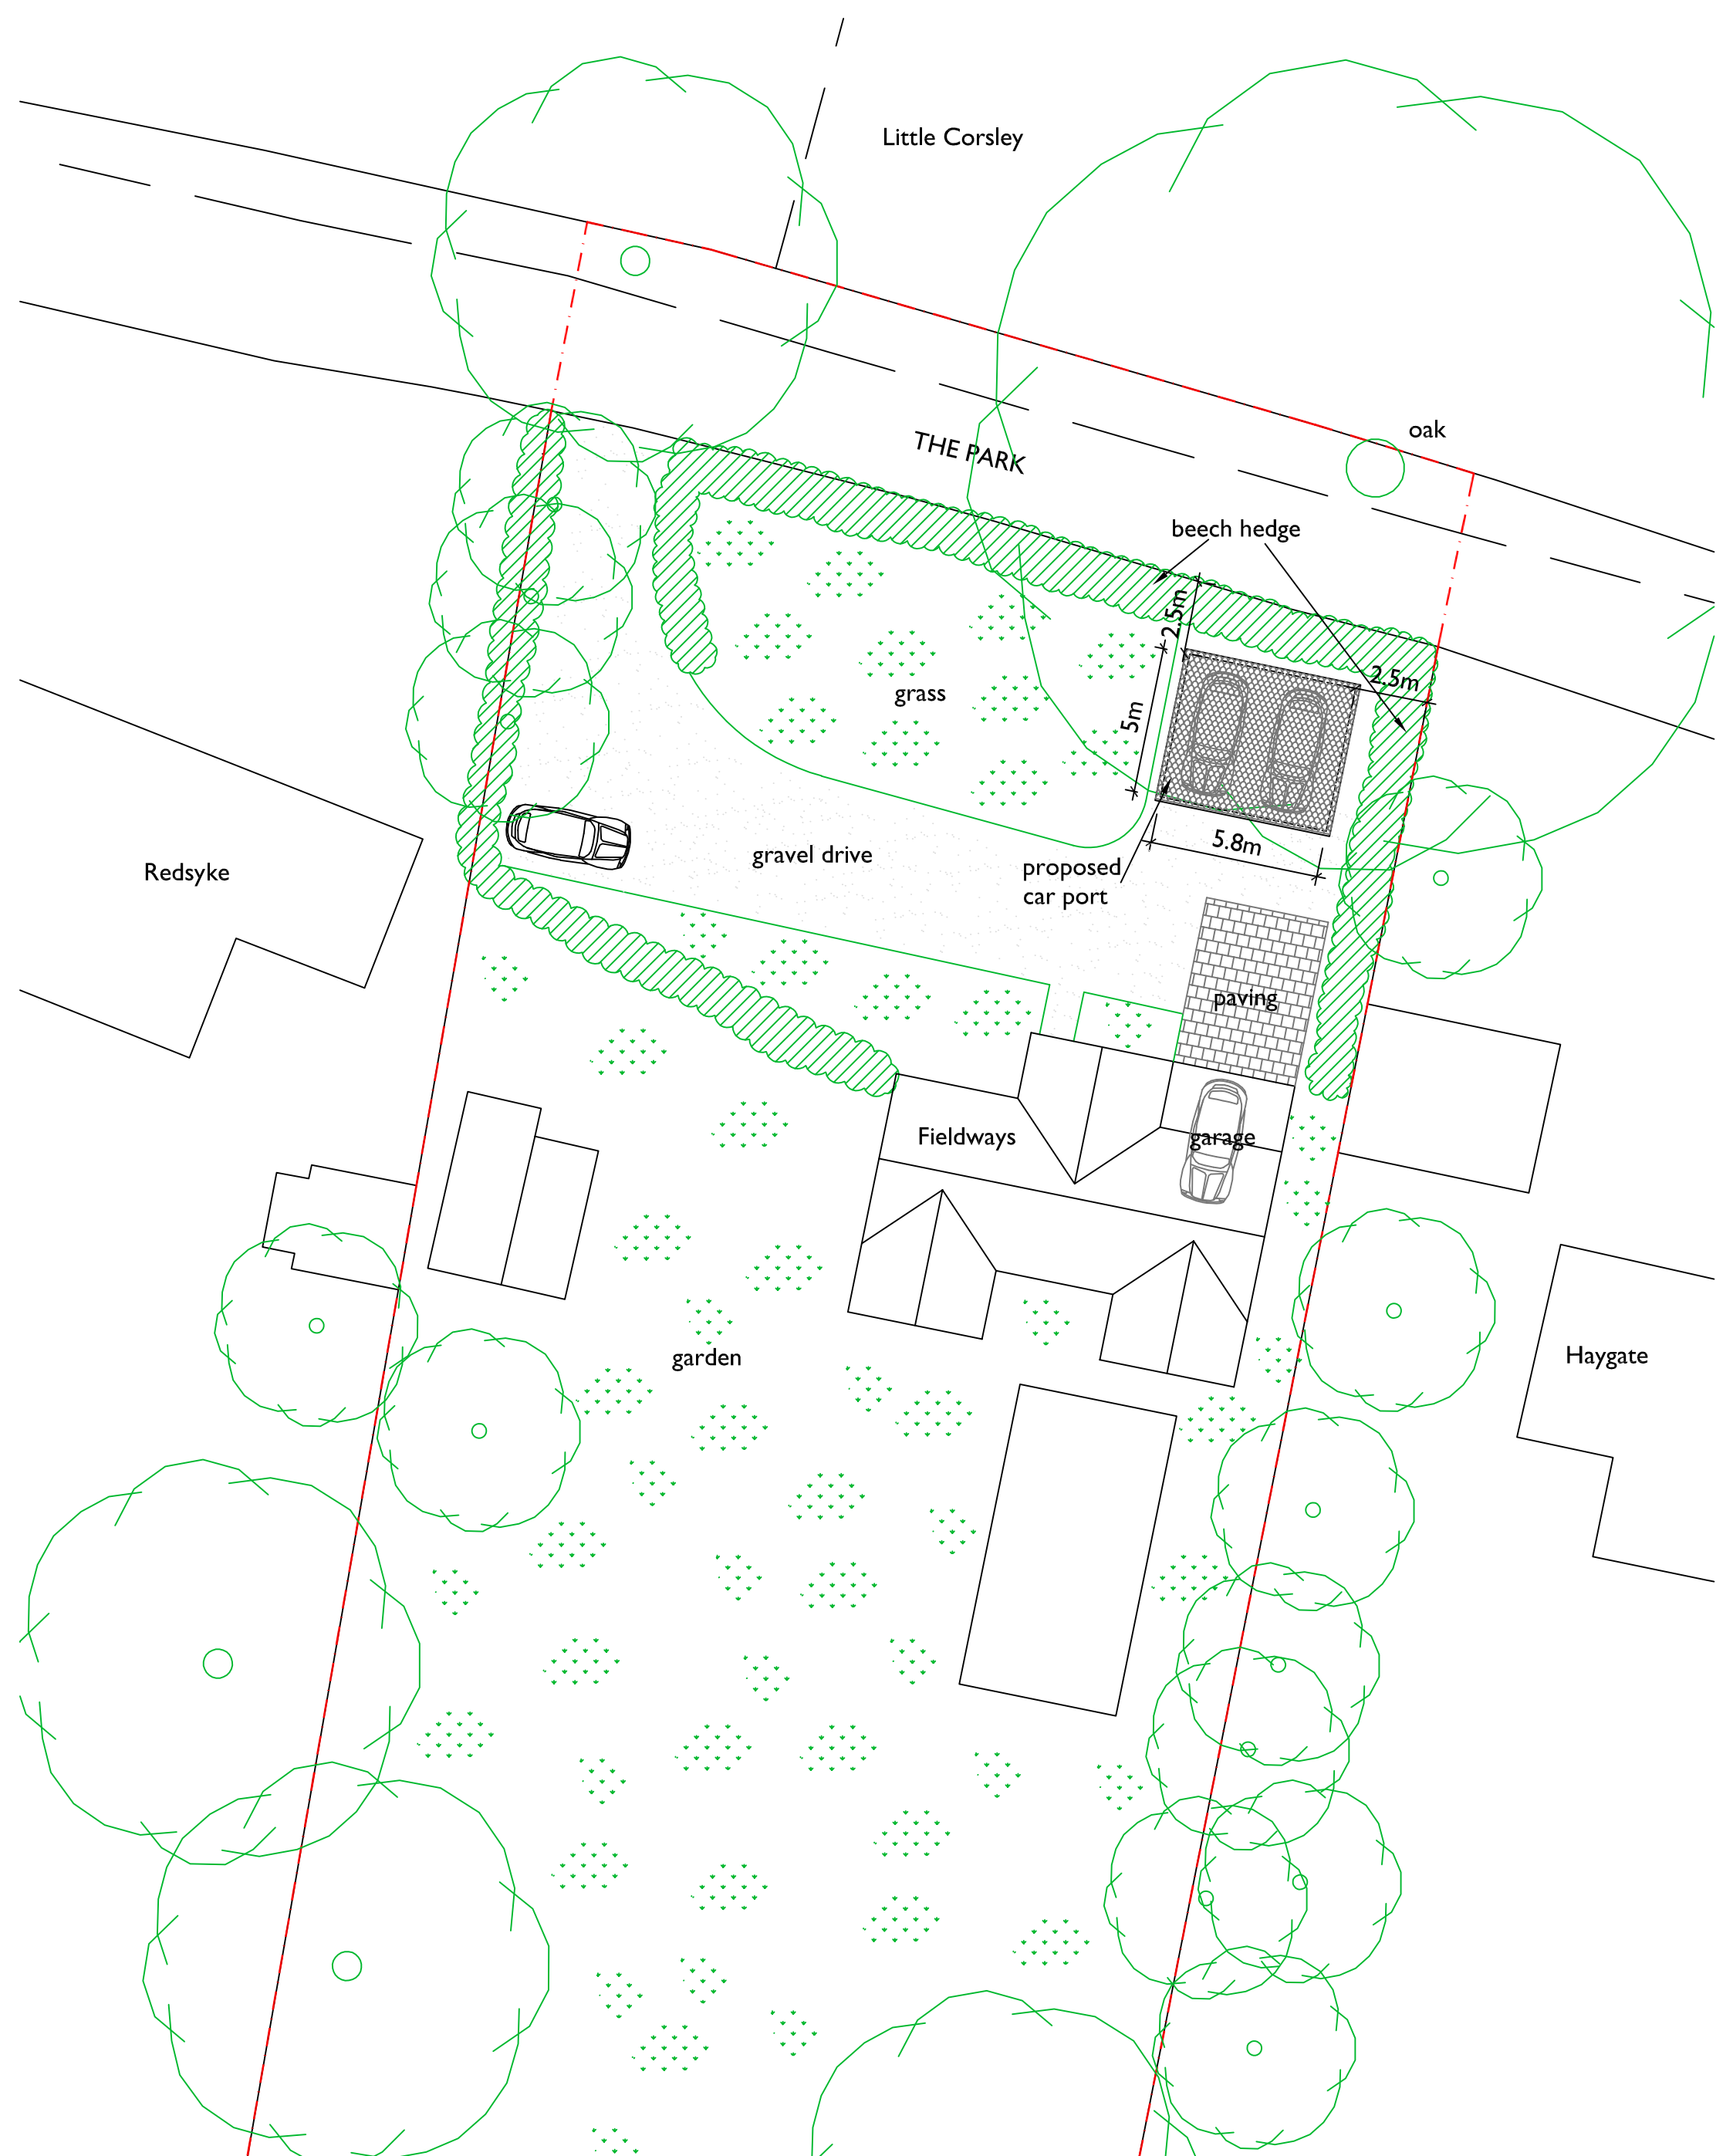 Little Corsley
oak
THE PARK
beech hedge
2.5m
2.5m
grass
5m
5.8m
Redsyke
gravel drive
proposed
car port
paving
Fieldways
garage
garden
Haygate